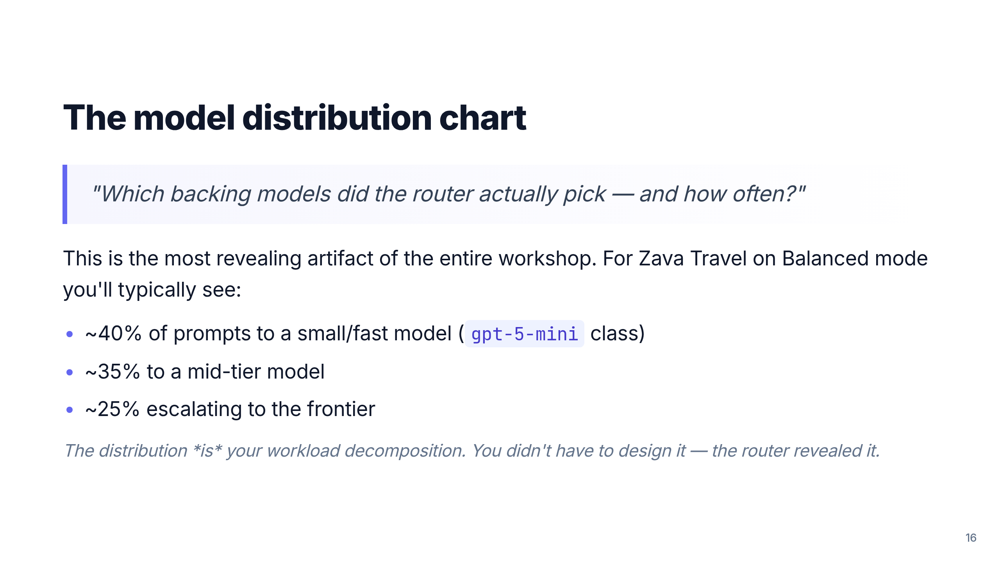 The model distribution chart
"Which backing models did the router actually pick — and how often?"
This is the most revealing artifact of the entire workshop. For Zava Travel on Balanced mode
you'll typically see:
• ~40% of prompts to a small/fast model ( gpt-5-mini class)
• ~35% to a mid-tier model
• ~25% escalating to the frontier
The distribution *is* your workload decomposition. You didn't have to design it — the router revealed it.
16